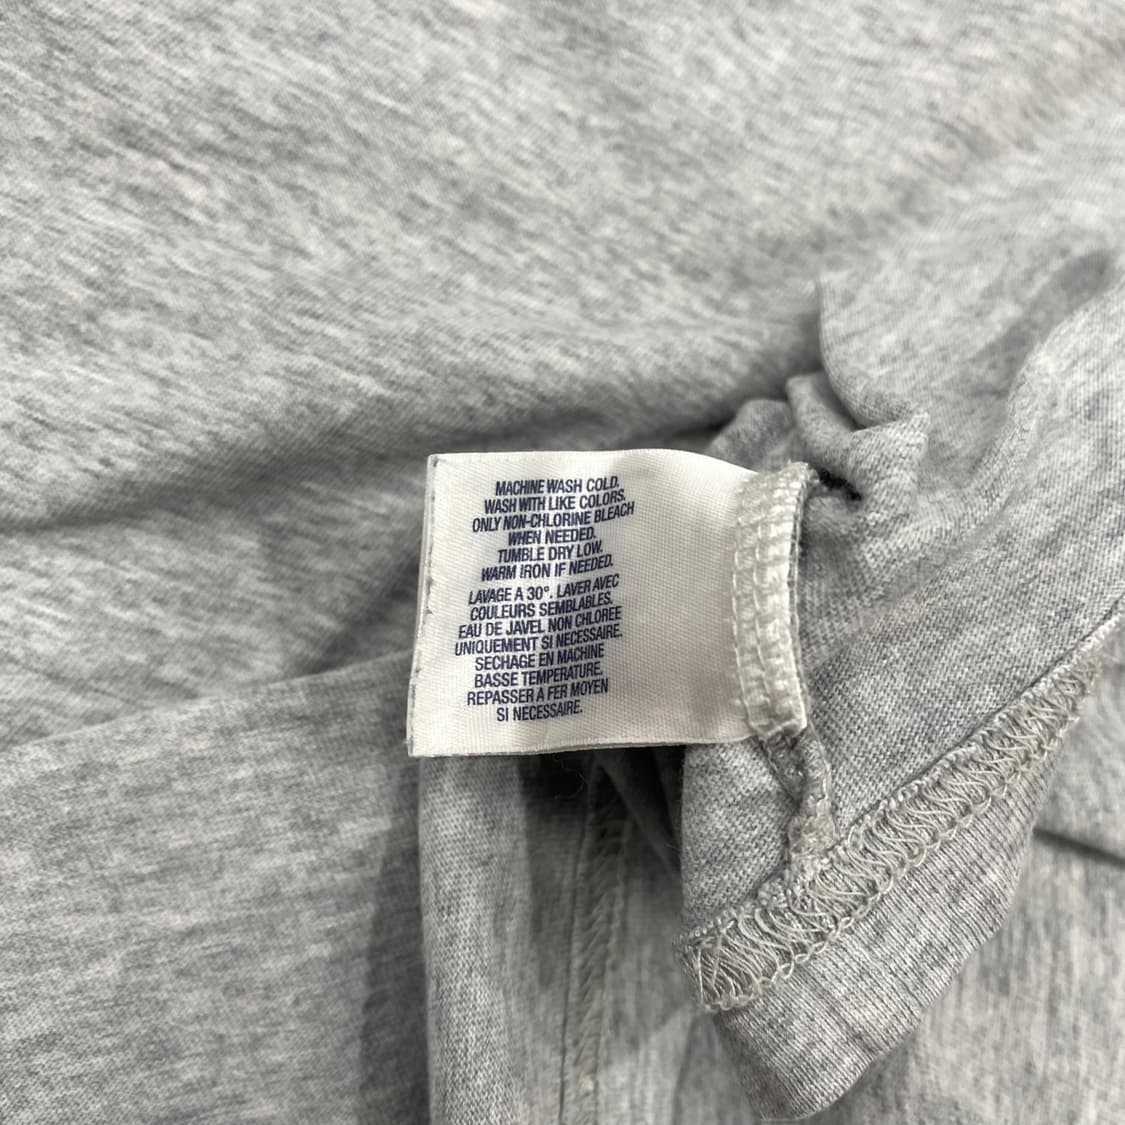 MACHINE WASH COLD.
WASH WITH LIKE COLORS.
ONLY NON-CHLORINE BLEACH
WHEN NEEDED.
TUMBLE DRY LOW.
WARM IRON IF NEEDED.
LAVAGE A 30°. LAVER AVEC
COULEURS SEMBLABLES.
EAU DE JAVEL NON CHLOREE
UNIQUEMENT SI NECESSAIRE.
SECHAGE EN MACHINE
BASSE TEMPERATURE.
REPASSER A FER MOYEN
SI NECESSAIRE.